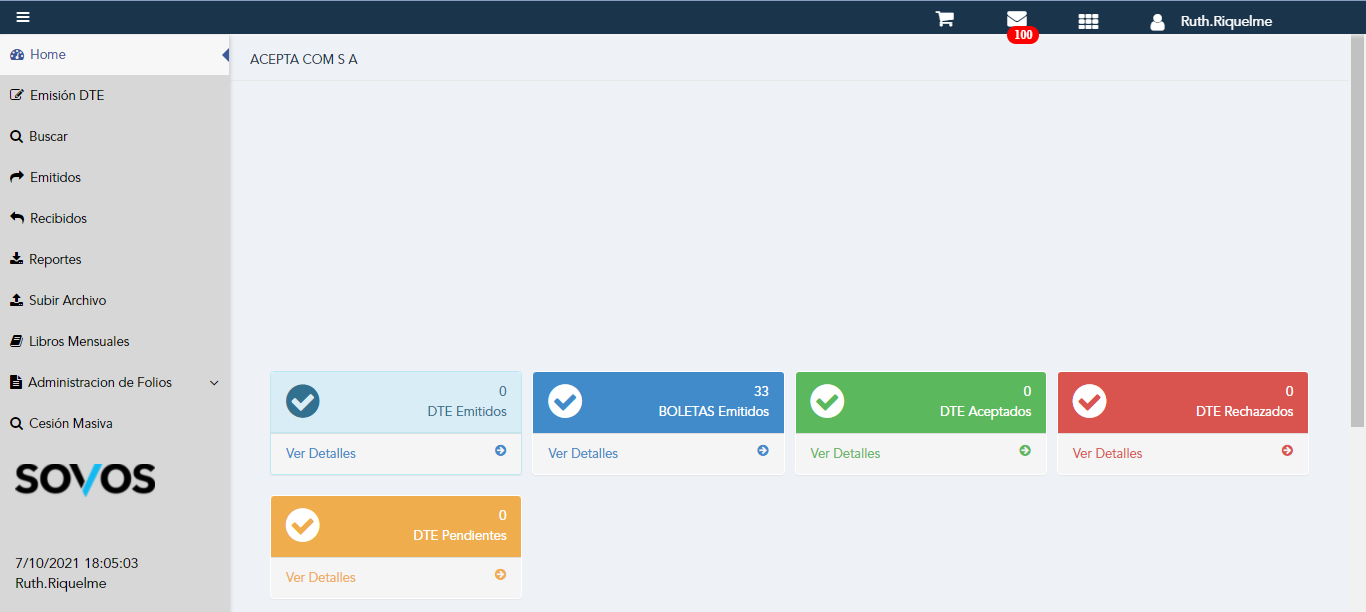 Ruth.Riquelme
100
Home
ACEPTA COM S A
Emisión DTE
Buscar
Emitidos
Recibidos
Reportes
Subir Archivo
Libros Mensuales
Administracion de Folios
Cesión Masiva
SOVOS
7/10/2021 18:05:03
Ruth.Riquelme
0
DTE Emitidos
Ver Detalles
33
BOLETAS Emitidos
Ver Detalles
0
DTE Aceptados
Ver Detalles
0
DTE Rechazados
Ver Detalles
0
DTE Pendientes
Ver Detalles